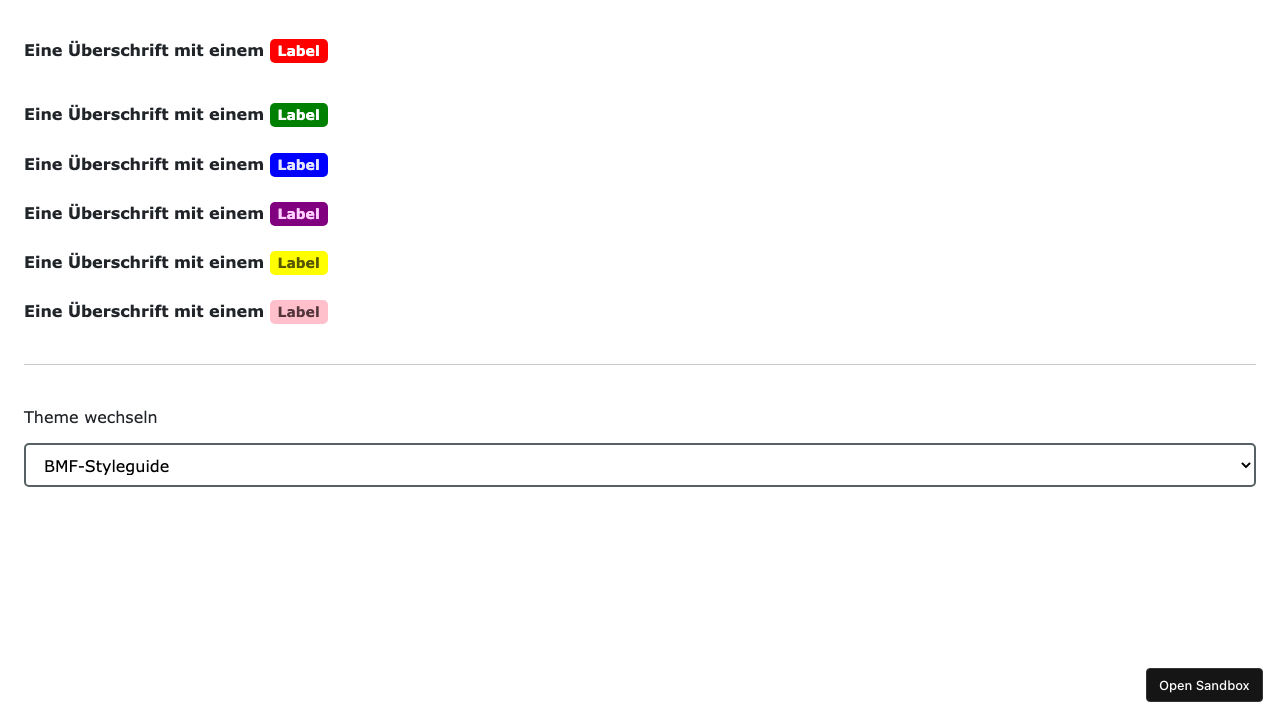 Eine Überschrift mit einem Label
Eine Überschrift mit einem Label
Eine Überschrift mit einem Label
Eine Überschrift mit einem Label
Eine Überschrift mit einem Label
Eine Überschrift mit einem Label
Theme wechseln
BMF-Styleguide
Open Sandbox